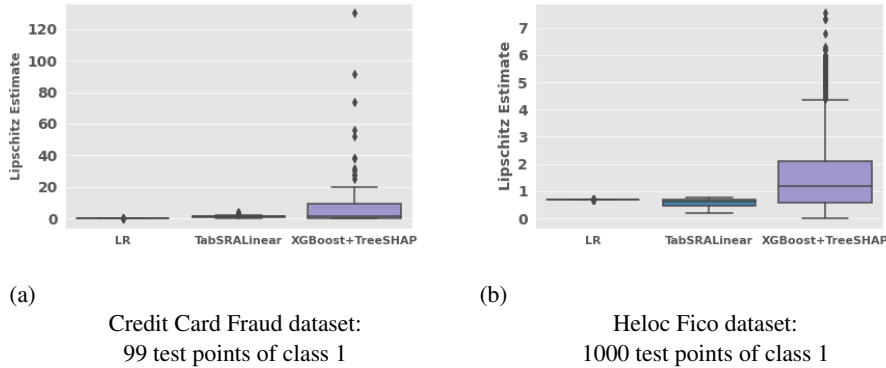 120
100
80
60
40
20
0
Lipschitz Estimate
LR
TabSRALinear
XGBoost+TreeSHAP
(a)
Credit Card Fraud dataset:
99 test points of class 1
7
6
5
4
3
2
1
0
Lipschitz Estimate
LR
TabSRALinear
XGBoost+TreeSHAP
(b)
Heloc Fico dataset:
1000 test points of class 1